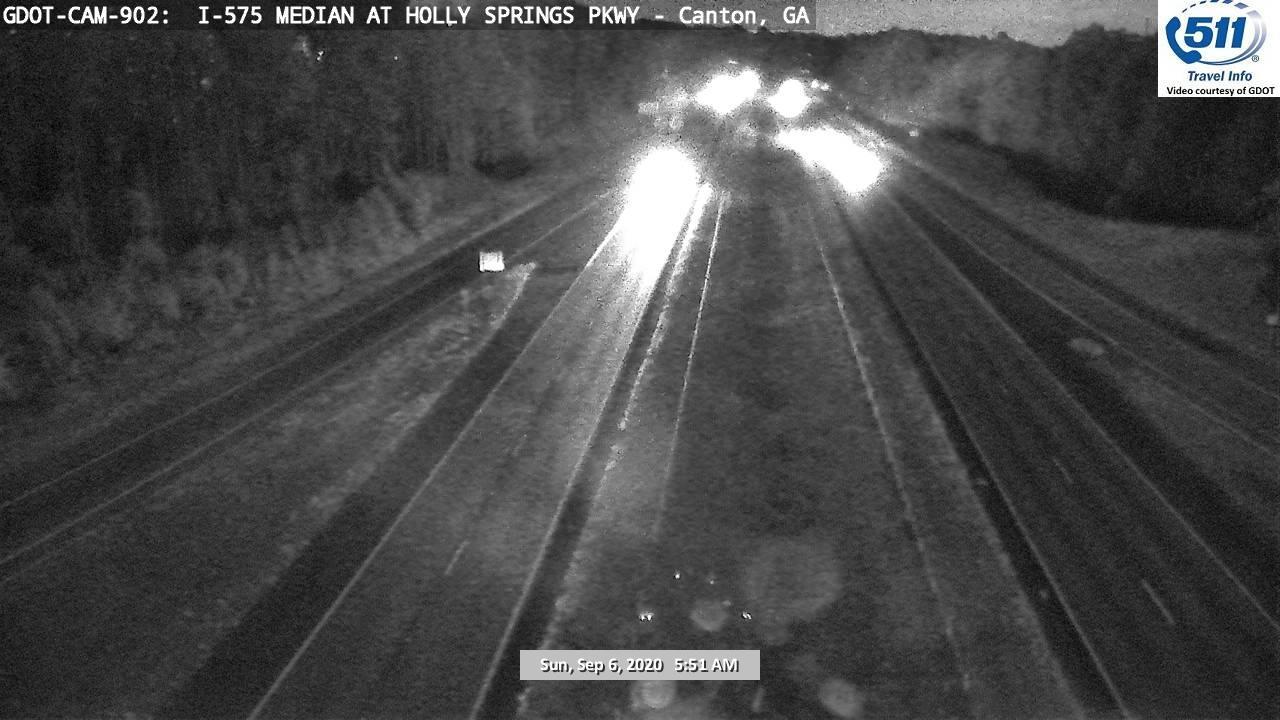 GDOT-CAM-902: I-575 MEDIAN AT HOLLY SPRINGS PKWY - Canton, GA
511
®
Travel Info
Video courtesy of GDOT
Sun, Sep 6, 2020 5:51 AM